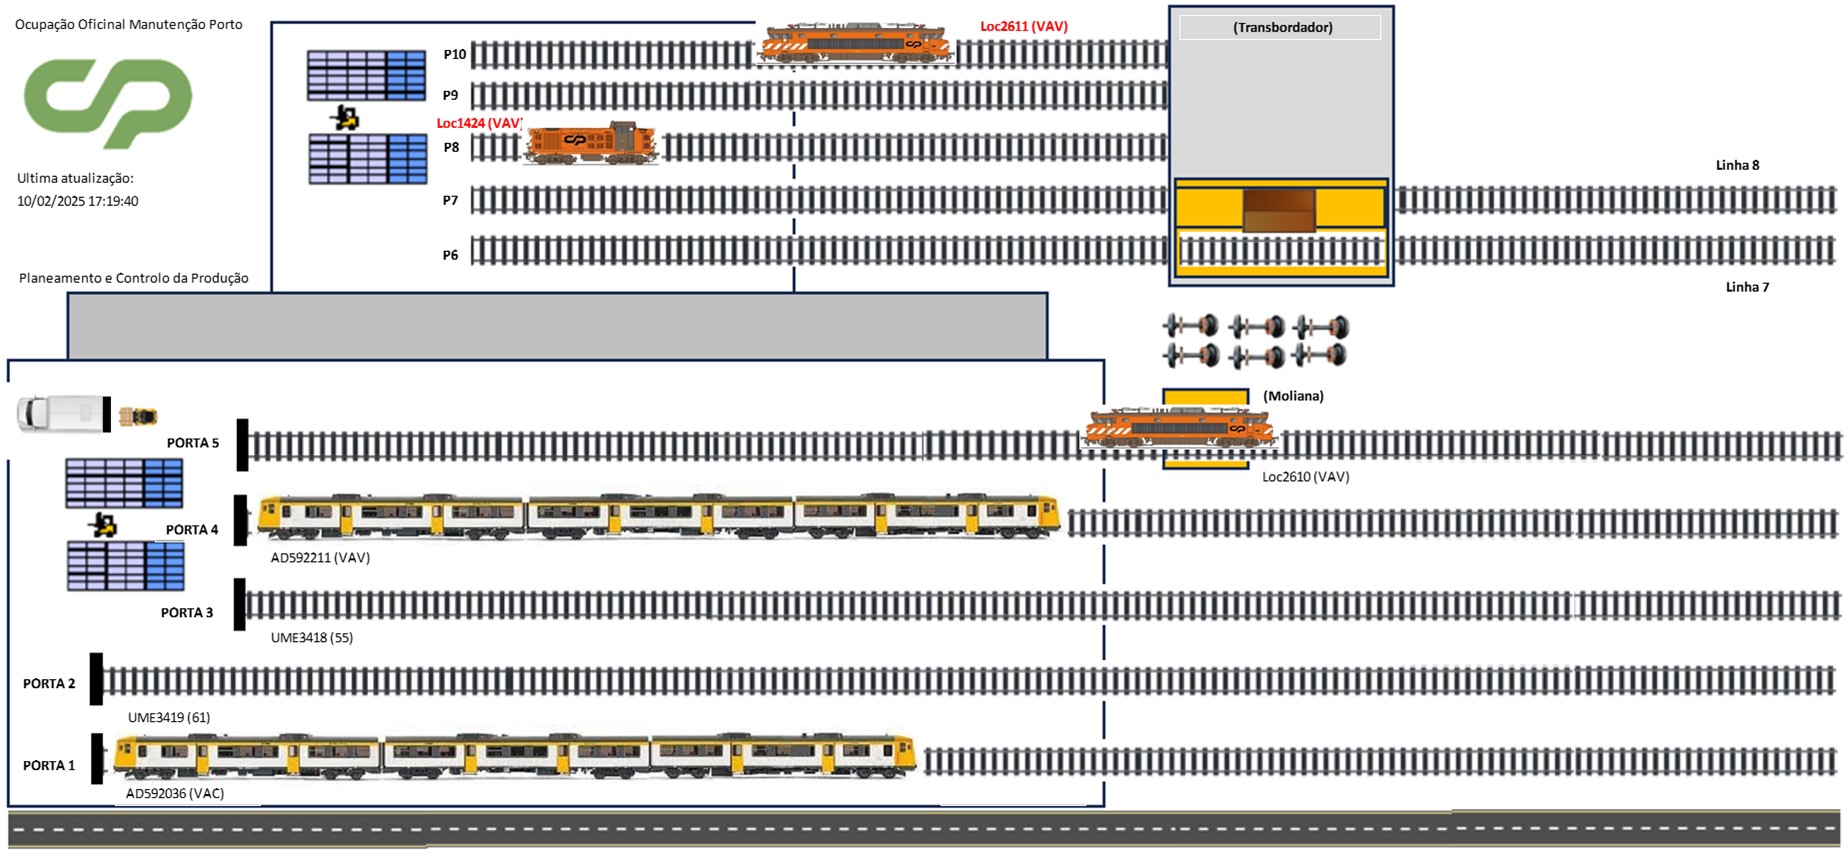 Ocupação Oficinal Manutenção Porto
Ultima atualização:
10/02/2025 17:19:40
Planeamento e Controlo da Produção
P10
Loc2611 (VAV)
(Transbordador)
P9
Loc1424 (VAV)
P8
P7
Linha 8
P6
Linha 7
(Moliana)
PORTA 5
Loc2610 (VAV)
PORTA 4
AD592211 (VAV)
PORTA 3
UME3418 (55)
PORTA 2
UME3419 (61)
PORTA 1
AD592036 (VAC)